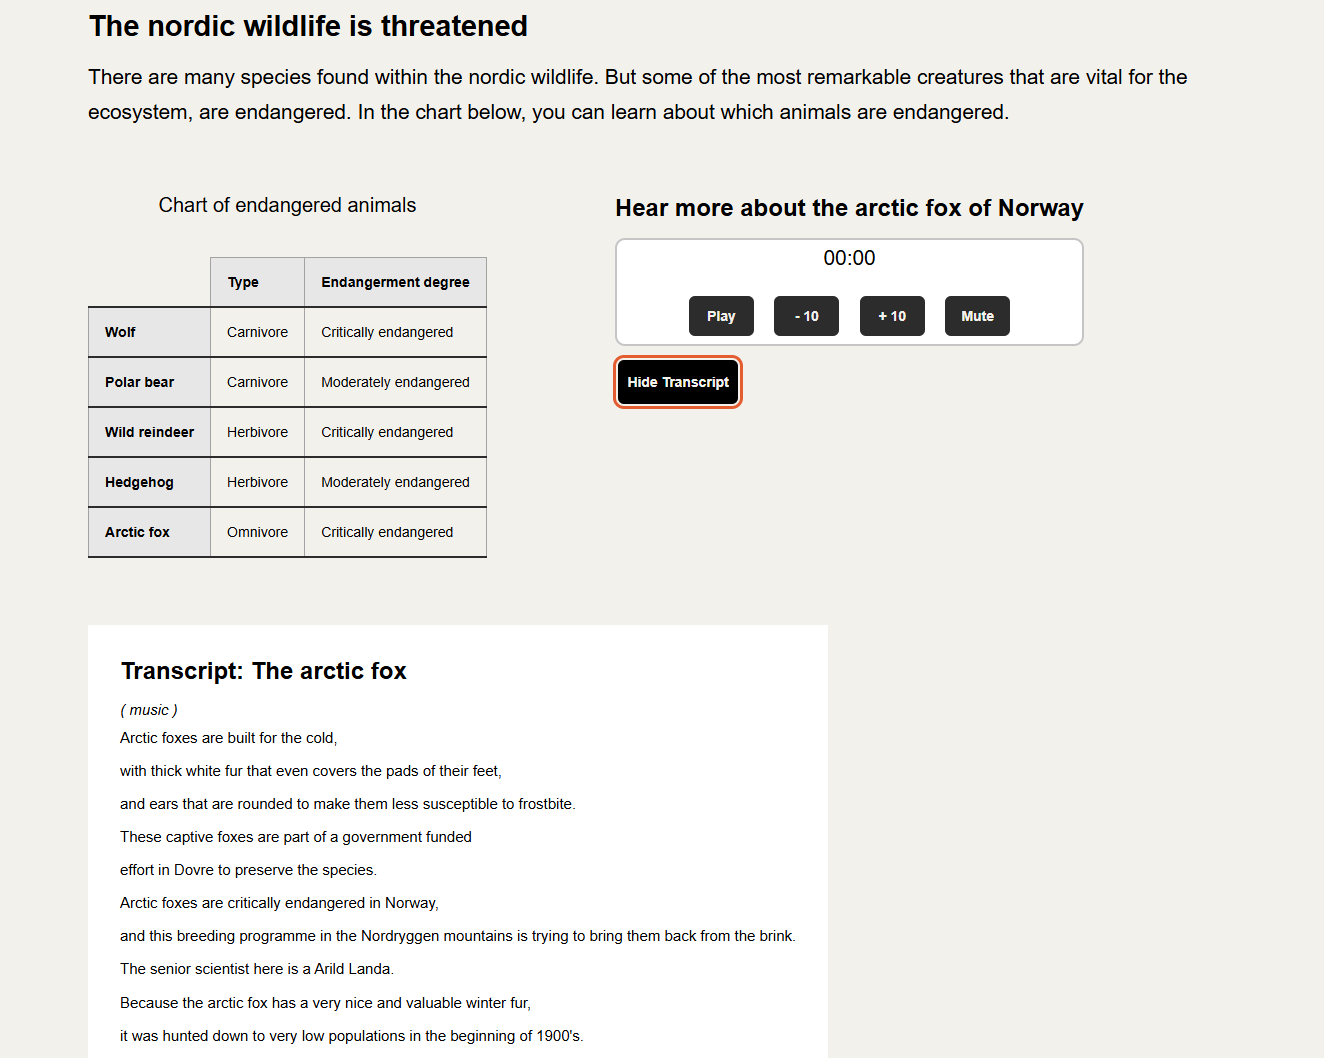 The nordic wildlife is threatened
There are many species found within the nordic wildlife. But some of the most remarkable creatures that are vital for the
ecosystem, are endangered. In the chart below, you can learn about which animals are endangered.
Chart of endangered animals
Type Endangerment degree
Wolf Carnivore Critically endangered
Polar bear Carnivore Moderately endangered
Wild reindeer Herbivore Critically endangered
Hedgehog Herbivore Moderately endangered
Arctic fox Omnivore Critically endangered
Hear more about the arctic fox of Norway
00:00
Play - 10 + 10 Mute
Hide Transcript
Transcript: The arctic fox
( music )
Arctic foxes are built for the cold,
with thick white fur that even covers the pads of their feet,
and ears that are rounded to make them less susceptible to frostbite.
These captive foxes are part of a government funded
effort in Dovre to preserve the species.
Arctic foxes are critically endangered in Norway,
and this breeding programme in the Nordryggen mountains is trying to bring them back from the brink.
The senior scientist here is a Arild Landa.
Because the arctic fox has a very nice and valuable winter fur,
it was hunted down to very low populations in the beginning of 1900's.